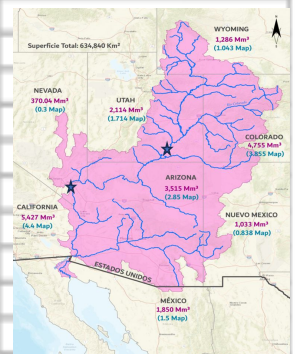 WYOMING
1,286 Mm³
(1.043 Map)
Superficie Total: 634,840 Km²
NEVADA
370.04 Mm³
(0.3 Map)
UTAH
2,114 Mm³
(1.714 Map)
COLORADO
4,755 Mm³
(3.855 Map)
ARIZONA
3,515 Mm³
(2.85 Map)
CALIFORNIA
5,427 Mm³
(4.4 Map)
NUEVO MEXICO
1,033 Mm³
(0.838 Map)
ESTADOS UNIDOS
MÉXICO
1,850 Mm³
(1.5 Map)